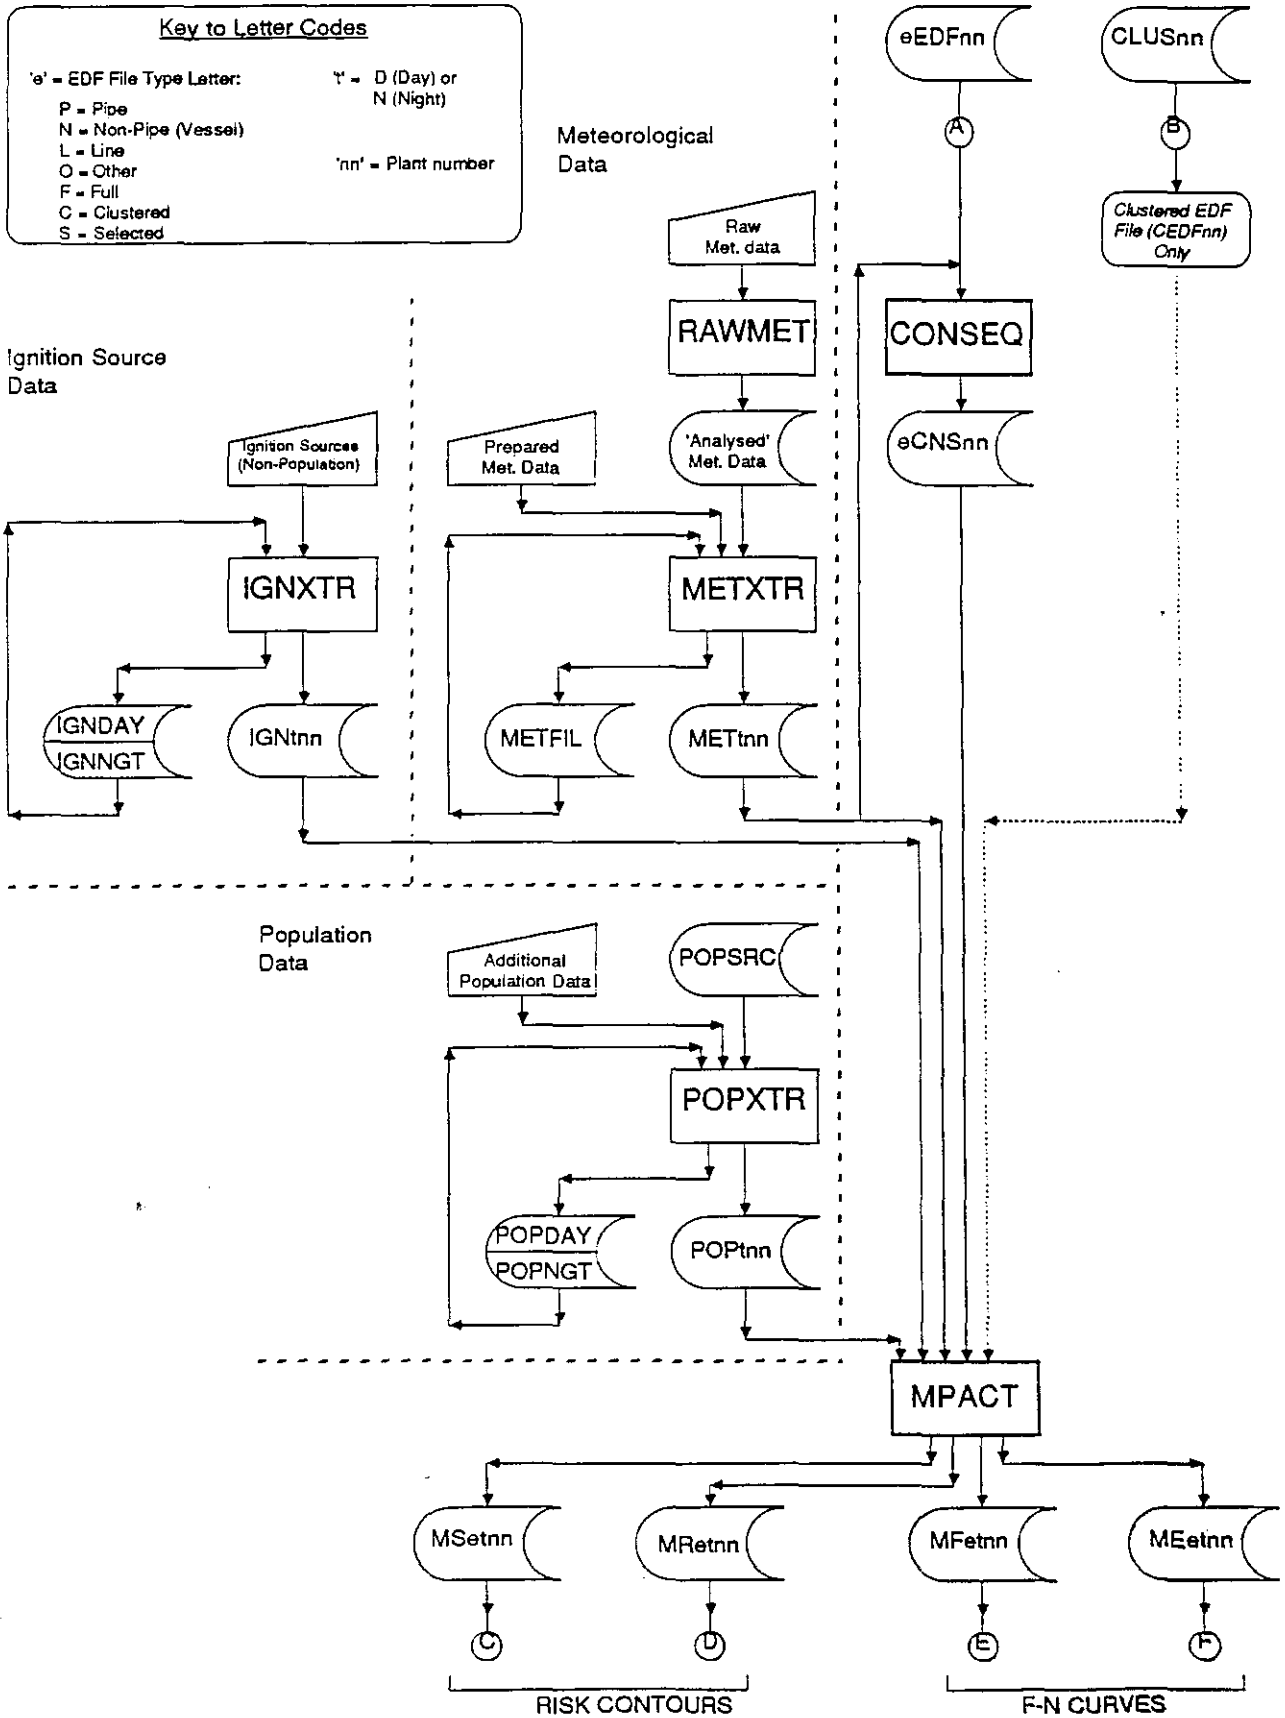 Key to Letter Codes
'e' = EDF File Type Letter:
P = Pipe
N = Non-Pipe (Vessel)
L = Line
O = Other
F = Full
C = Clustered
S = Selected
't' = D (Day) or
N (Night)
'nn' = Plant number
eEDFnn
CLUSnn
A
B
Clustered EDF
File (CEDFnn)
Only
Meteorological
Data
Raw
Met. data
RAWMET
CONSEQ
Ignition Source
Data
Ignition Sources
(Non-Population)
Prepared
Met. Data
'Analysed'
Met. Data
eCNSnn
IGNXTR
METXTR
IGNDAY
IGNNGT
IGNtnn
METFIL
METtnn
Population
Data
Additional
Population Data
POPSRC
POPXTR
POPDAY
POPNGT
POPtnn
MPACT
MSetnn
MRetnn
MFetnn
MEetnn
C
D
E
F
RISK CONTOURS
F-N CURVES